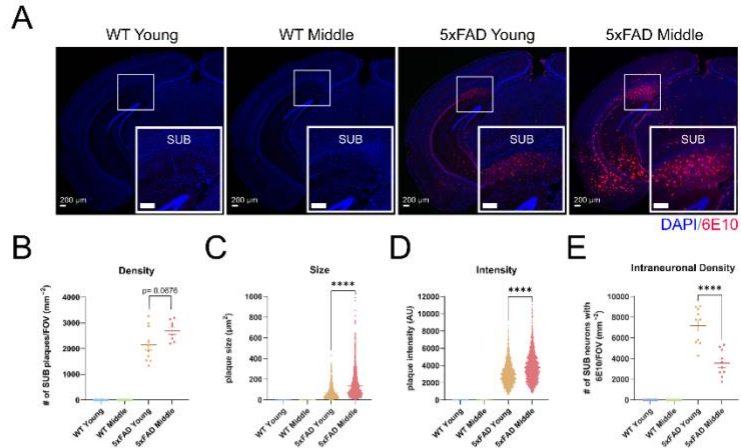 A
WT Young
WT Middle
5xFAD Young
5xFAD Middle
SUB
SUB
SUB
SUB
200 µm
200 µm
200 µm
200 µm
DAPI/6E10
B
Density
p= 0.0676
# of SUB plaques/FOV (mm⁻²)
4000
3000
2000
1000
0
WT Young
WT Middle
5xFAD Young
5xFAD Middle
C
Size
****
plaque size (µm²)
1000
800
600
400
200
0
WT Young
WT Middle
5xFAD Young
5xFAD Middle
D
Intensity
****
plaque intensity (AU)
12000
10000
8000
6000
4000
2000
0
WT Young
WT Middle
5xFAD Young
5xFAD Middle
E
Intraneuronal Density
****
# of SUB neurons with
6E10/FOV (mm⁻²)
10000
8000
6000
4000
2000
0
WT Young
WT Middle
5xFAD Young
5xFAD Middle